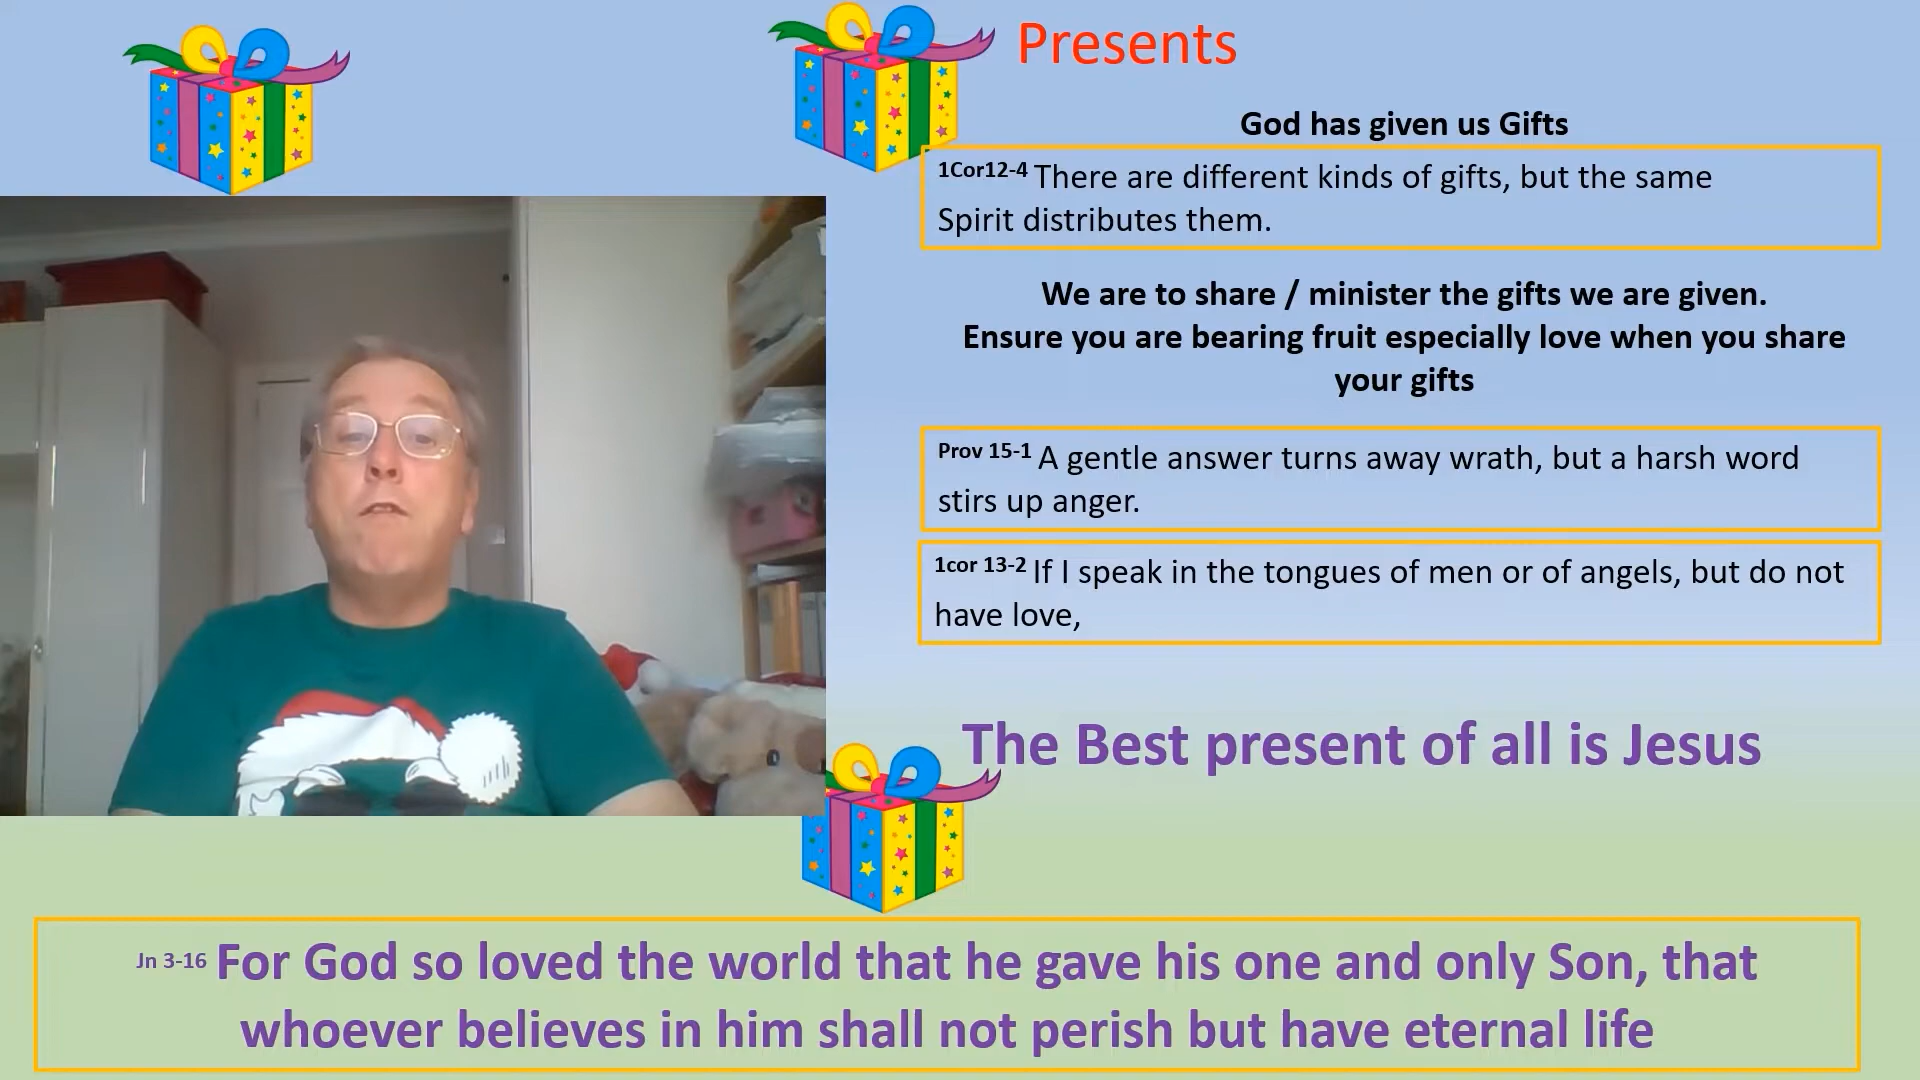 Presents
God has given us Gifts
1Cor12-4 There are different kinds of gifts, but the same
Spirit distributes them.
We are to share / minister the gifts we are given.
Ensure you are bearing fruit especially love when you share
your gifts
Prov 15-1 A gentle answer turns away wrath, but a harsh word
stirs up anger.
1cor 13-2 If I speak in the tongues of men or of angels, but do not
have love,
The Best present of all is Jesus
Jn 3-16 For God so loved the world that he gave his one and only Son, that
whoever believes in him shall not perish but have eternal life